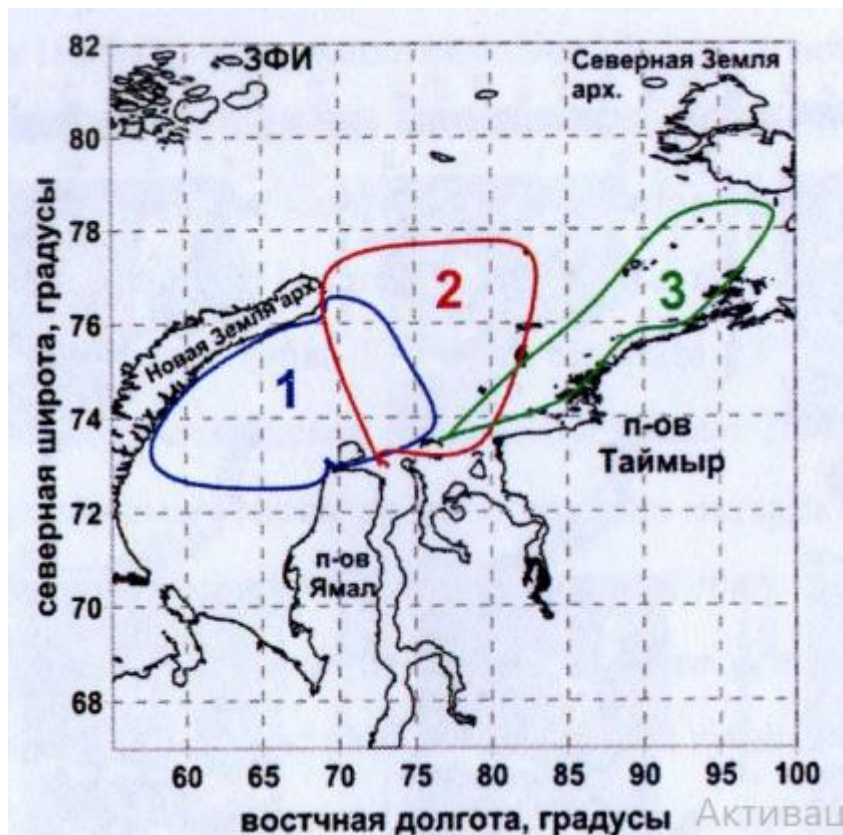 82
80
78
76
74
72
70
68
ЗФИ
Северная Земля
арх.
Новая Земля арх.
1
2
3
п-ов
Таймыр
п-ов
Ямал
60 65 70 75 80 85 90 95 100
северная широта, градусы
востчная долгота, градусы
Активац